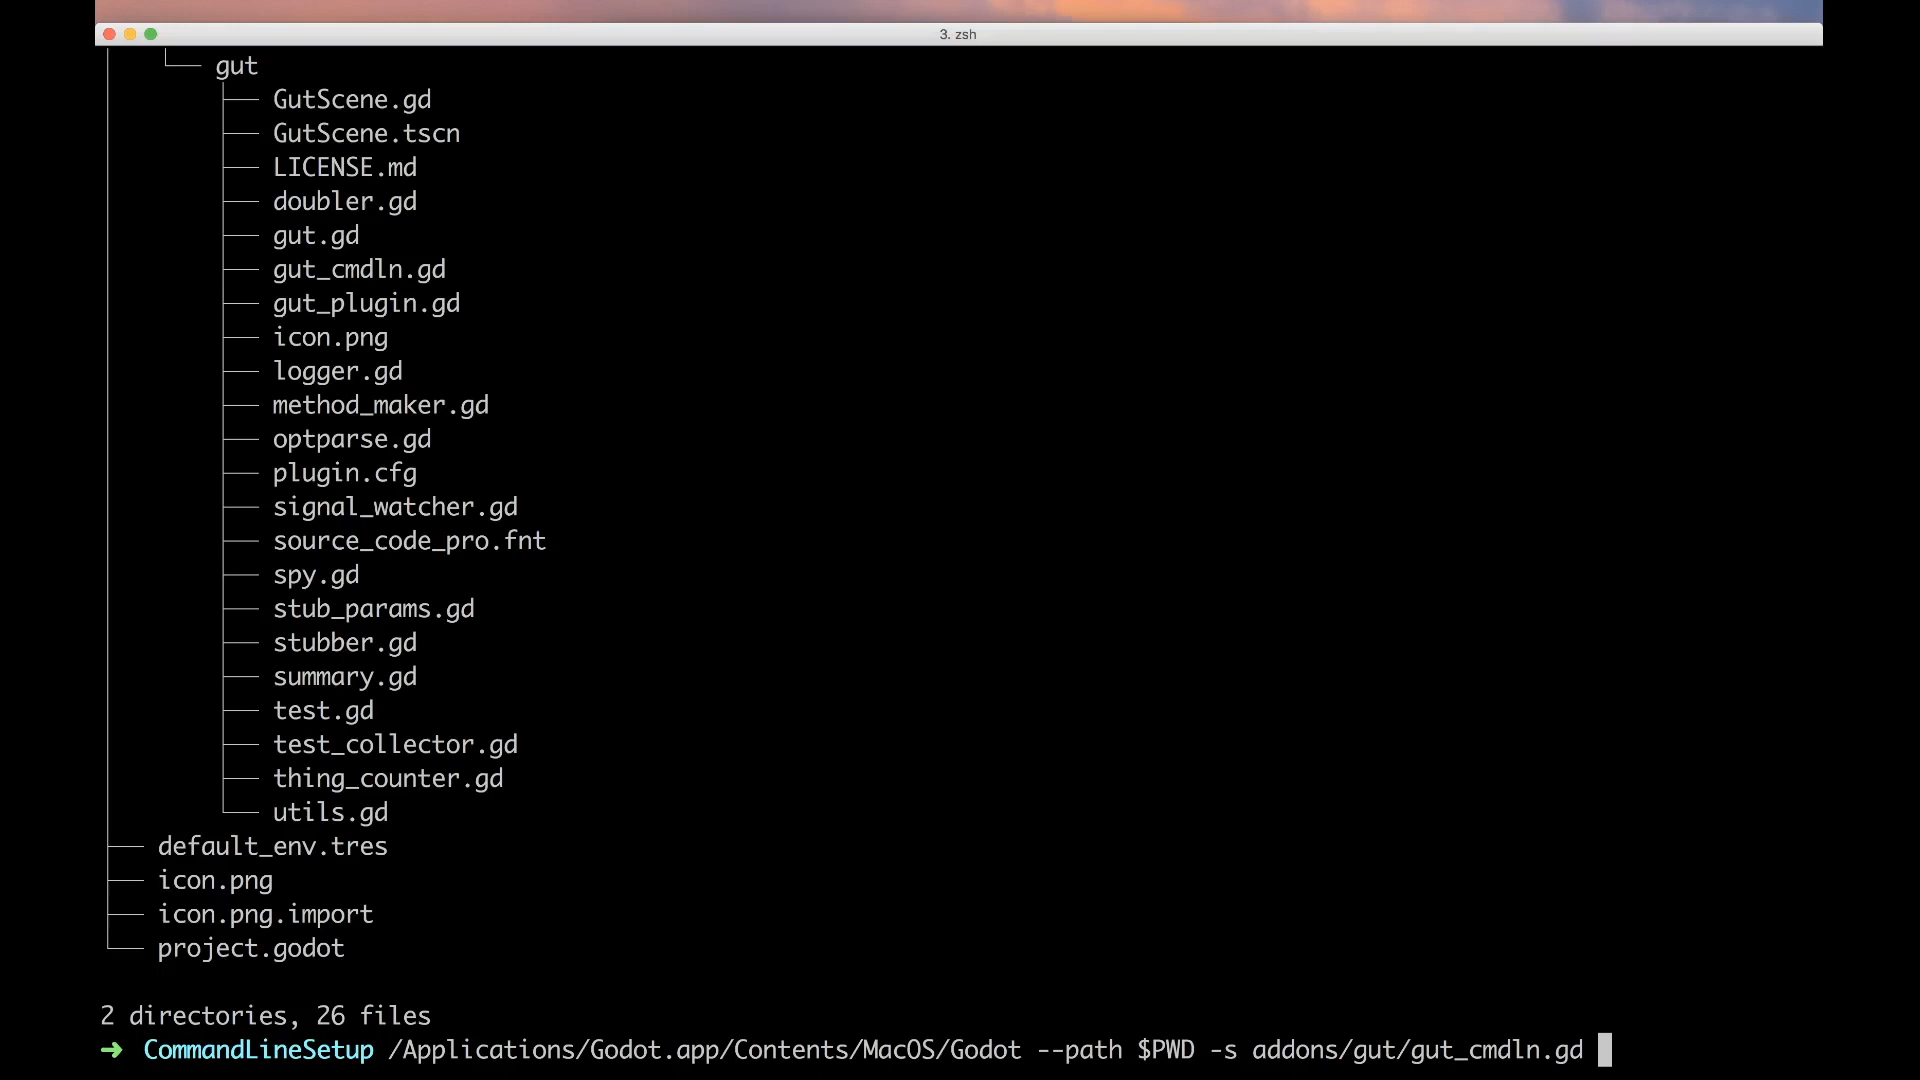 3. zsh
gut
GutScene.gd
GutScene.tscn
LICENSE.md
doubler.gd
gut.gd
gut_cmdln.gd
gut_plugin.gd
icon.png
logger.gd
method_maker.gd
optparse.gd
plugin.cfg
signal_watcher.gd
source_code_pro.fnt
spy.gd
stub_params.gd
stubber.gd
summary.gd
test.gd
test_collector.gd
thing_counter.gd
utils.gd
default_env.tres
icon.png
icon.png.import
project.godot
2 directories, 26 files
➜ CommandLineSetup /Applications/Godot.app/Contents/MacOS/Godot --path $PWD -s addons/gut/gut_cmdln.gd